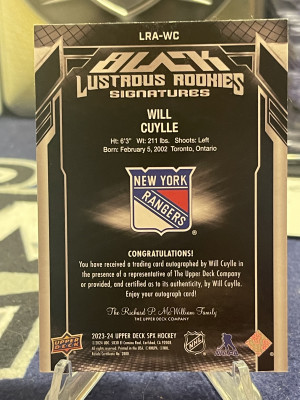 LRA-WC
BLACK
LUSTROUS ROOKIES
SIGNATURES
WILL
CUYLLE
Ht: 6'3" Wt: 211 lbs. Shoots: Left
Born: February 5, 2002 Toronto, Ontario
NEW YORK
RANGERS
CONGRATULATIONS!
You have received a trading card autographed by Will Cuylle in
the presence of a representative of The Upper Deck Company
or provided, and certified as to its authenticity, by Will Cuylle.
Enjoy your autograph card!
The Richard P. McWilliam Family
THE UPPER DECK COMPANY
2023-24 UPPER DECK SPX HOCKEY
UPPER DECK
NHL